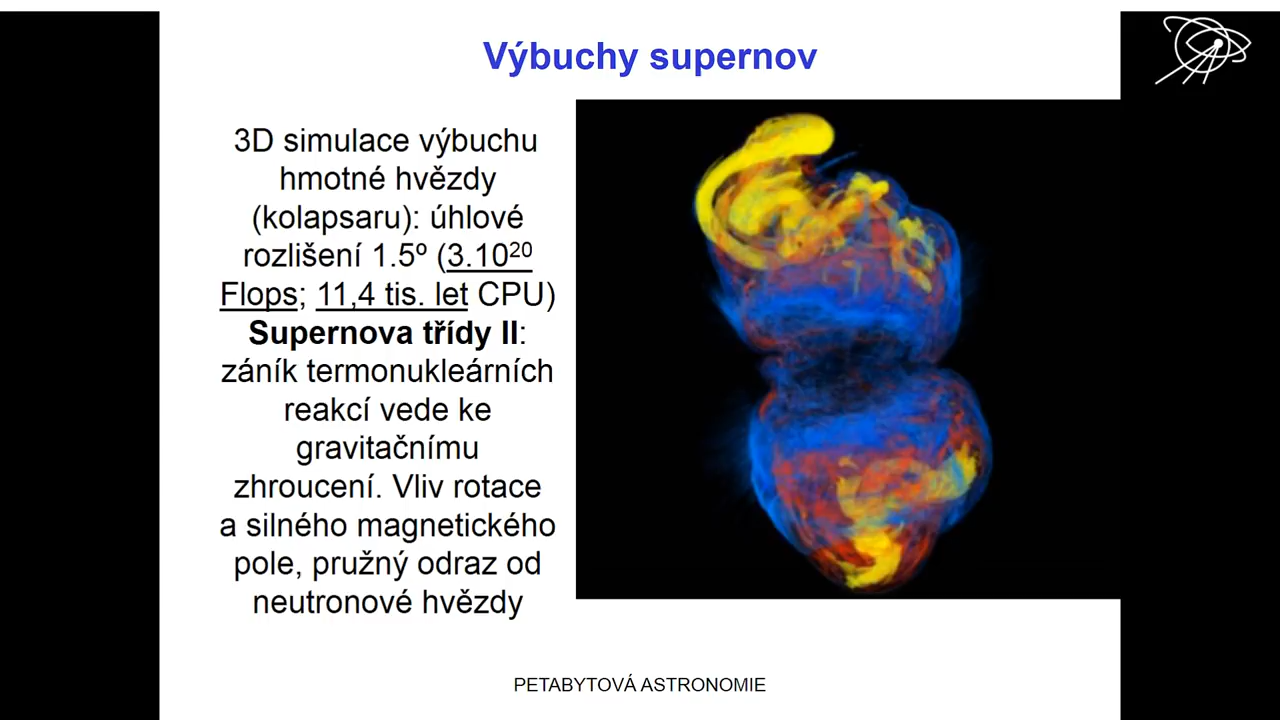 Výbuchy supernov
3D simulace výbuchu
hmotné hvězdy
(kolapsaru): úhlové
rozlišení 1.5º (3.10²⁰
Flops; 11,4 tis. let CPU)
Supernova třídy II:
záník termonukleárních
reakcí vede ke
gravitačnímu
zhroucení. Vliv rotace
a silného magnetického
pole, pružný odraz od
neutronové hvězdy
PETABYTOVÁ ASTRONOMIE